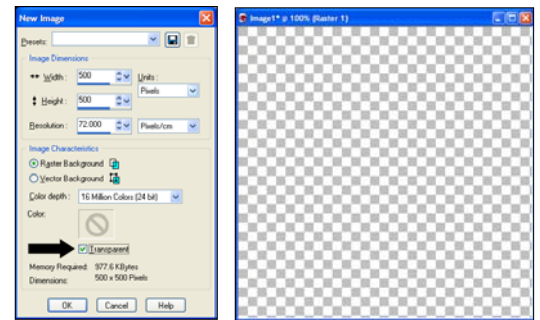 New Image
Presets:
Image Dimensions
Width: 500 Units:
Pixels
Height: 500
Resolution: 72.000 Pixels/cm
Image Characteristics
Raster Background
Vector Background
Color depth: 16 Million Colors (24 bit)
Color:
Transparent
Memory Required: 977.6 KBytes
Dimensions: 500 x 500 Pixels
OK Cancel Help
Image1* @ 100% (Raster 1)